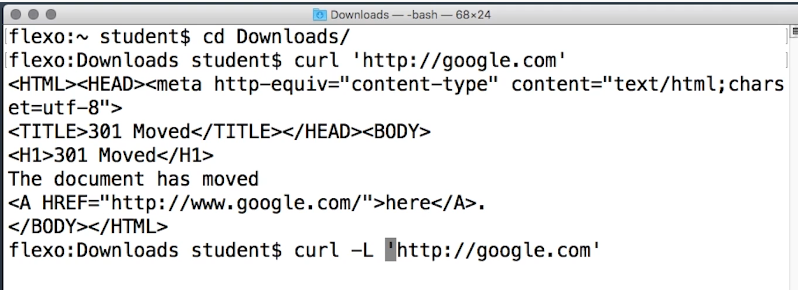 Downloads — -bash — 68×24
flexo:~ student$ cd Downloads/
flexo:Downloads student$ curl 'http://google.com'
<HTML><HEAD><meta http-equiv="content-type" content="text/html;chars
et=utf-8">
<TITLE>301 Moved</TITLE></HEAD><BODY>
<H1>301 Moved</H1>
The document has moved
<A HREF="http://www.google.com/">here</A>.
</BODY></HTML>
flexo:Downloads student$ curl -L 'http://google.com'